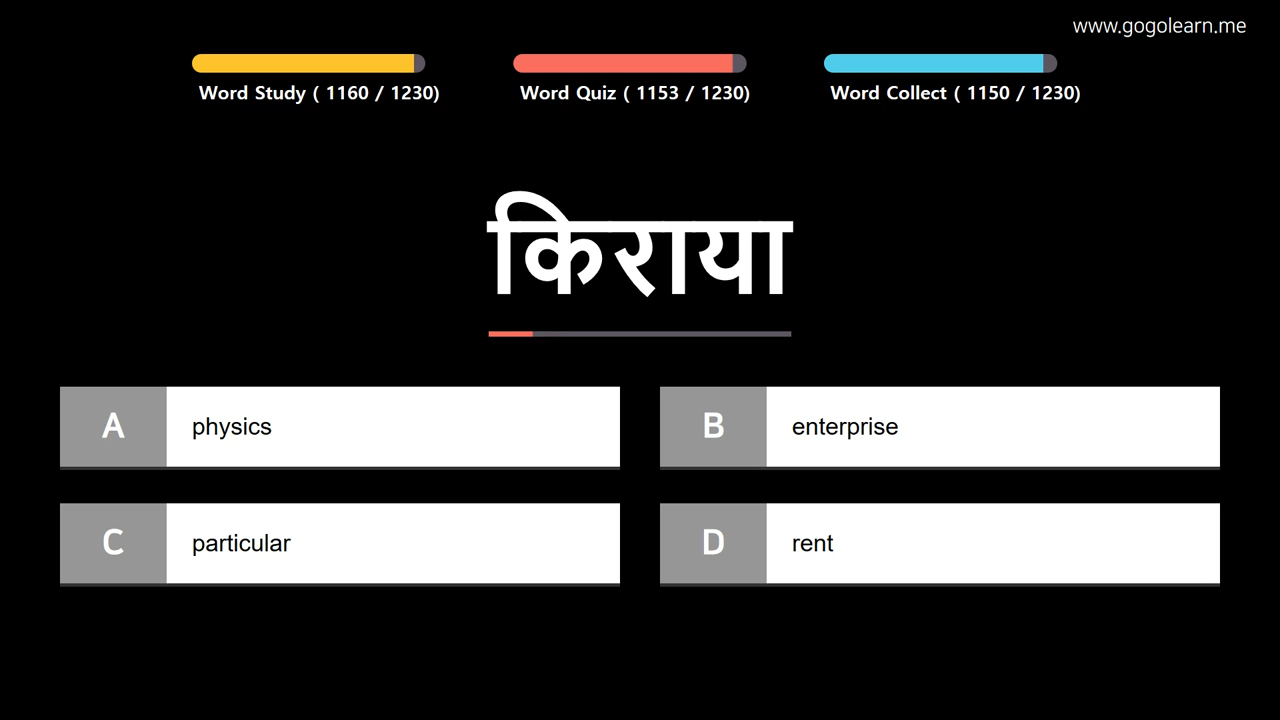 www.gogolearn.me
Word Study ( 1160 / 1230)
Word Quiz ( 1153 / 1230)
Word Collect ( 1150 / 1230)
किराया
A physics
B enterprise
C particular
D rent